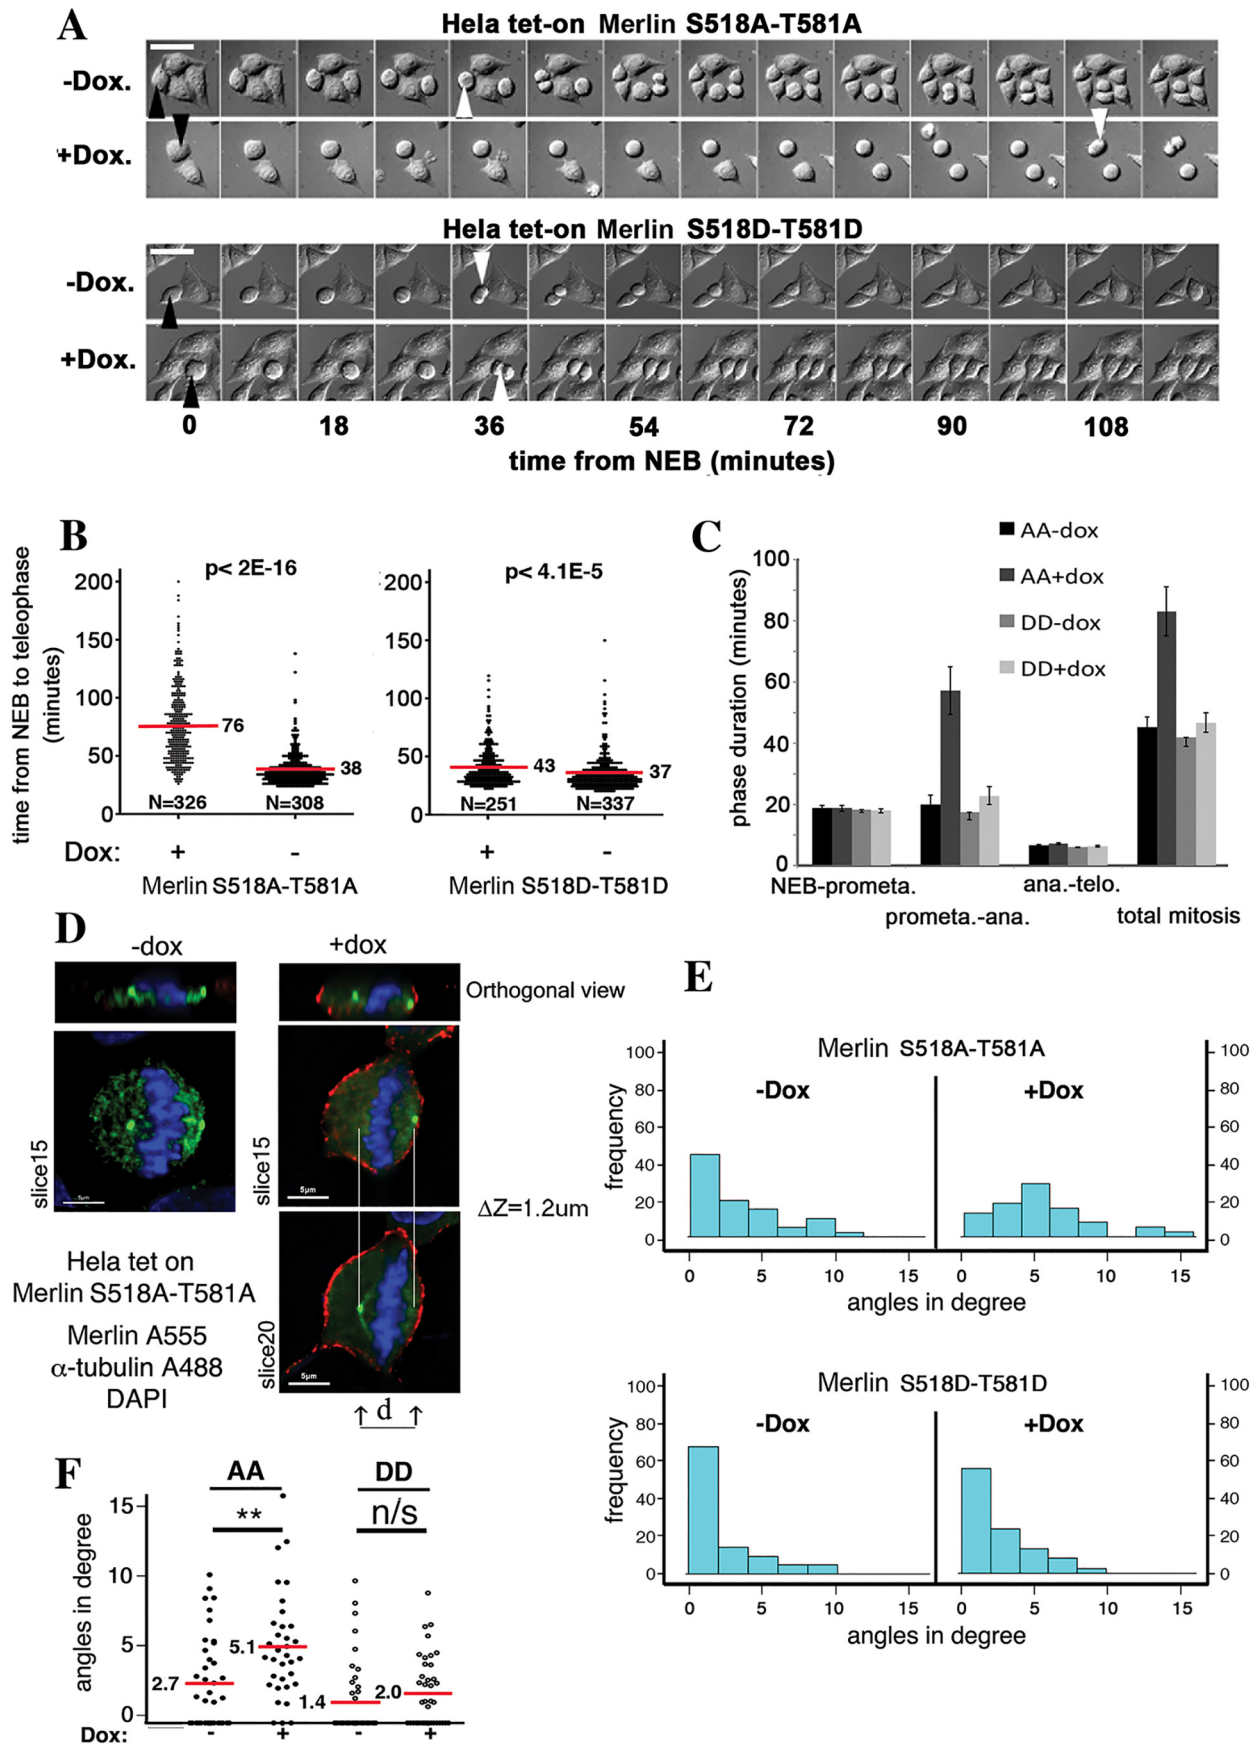 A
Hela tet-on Merlin S518A-T581A
-Dox.
+Dox.
Hela tet-on Merlin S518D-T581D
-Dox.
+Dox.
0 18 36 54 72 90 108
time from NEB (minutes)
B
time from NEB to teleophase
(minutes)
p< 2E-16
200
150
100
50
0
76
38
N=326 N=308
p< 4.1E-5
200
150
100
50
0
43
37
N=251 N=337
Dox: + - + -
Merlin S518A-T581A Merlin S518D-T581D
C
AA-dox
AA+dox
DD-dox
DD+dox
phase duration (minutes)
100
80
60
40
20
0
NEB-prometa.
prometa.-ana.
ana.-telo.
total mitosis
D
-dox +dox
Orthogonal view
slice15
5µm
slice15
5µm
ΔZ=1.2um
slice20
5µm
d
Hela tet on
Merlin S518A-T581A
Merlin A555
α-tubulin A488
DAPI
E
Merlin S518A-T581A
-Dox +Dox
frequency
100 100
80 80
60 60
40 40
20 20
0 0
0 5 10 15 0 5 10 15
angles in degree angles in degree
Merlin S518D-T581D
-Dox +Dox
frequency
100 100
80 80
60 60
40 40
20 20
0 0
0 5 10 15 0 5 10 15
angles in degree angles in degree
F
AA DD
** n/s
angles in degree
15
10
5
0
2.7
5.1
1.4
2.0
Dox: - + - +